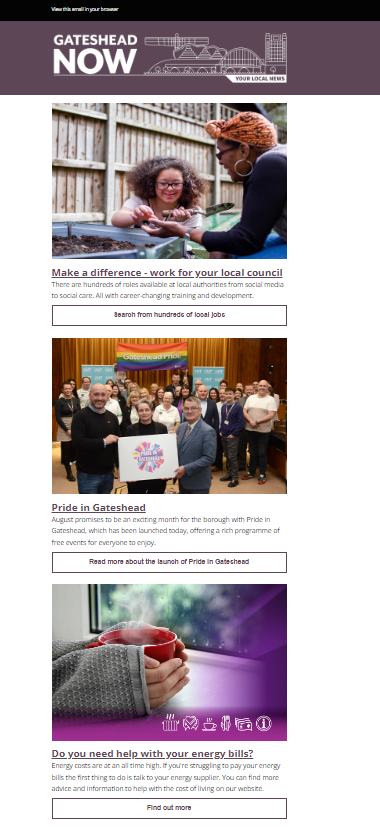 View this email in your browser
GATESHEAD
NOW
YOUR LOCAL NEWS
Make a difference - work for your local council
There are hundreds of roles available at local authorities from social media
to social care. All with career-changing training and development.
Search from hundreds of local jobs
Gateshead Pride
PRIDE IN
GATESHEAD
Pride in Gateshead
August promises to be an exciting month for the borough with Pride in
Gateshead, which has been launched today, offering a rich programme of
free events for everyone to enjoy.
Read more about the launch of Pride in Gateshead
Do you need help with your energy bills?
Energy costs are at an all time high. If you're struggling to pay your energy
bills the first thing to do is talk to your energy supplier. You can find more
advice and information to help with the cost of living on our website.
Find out more